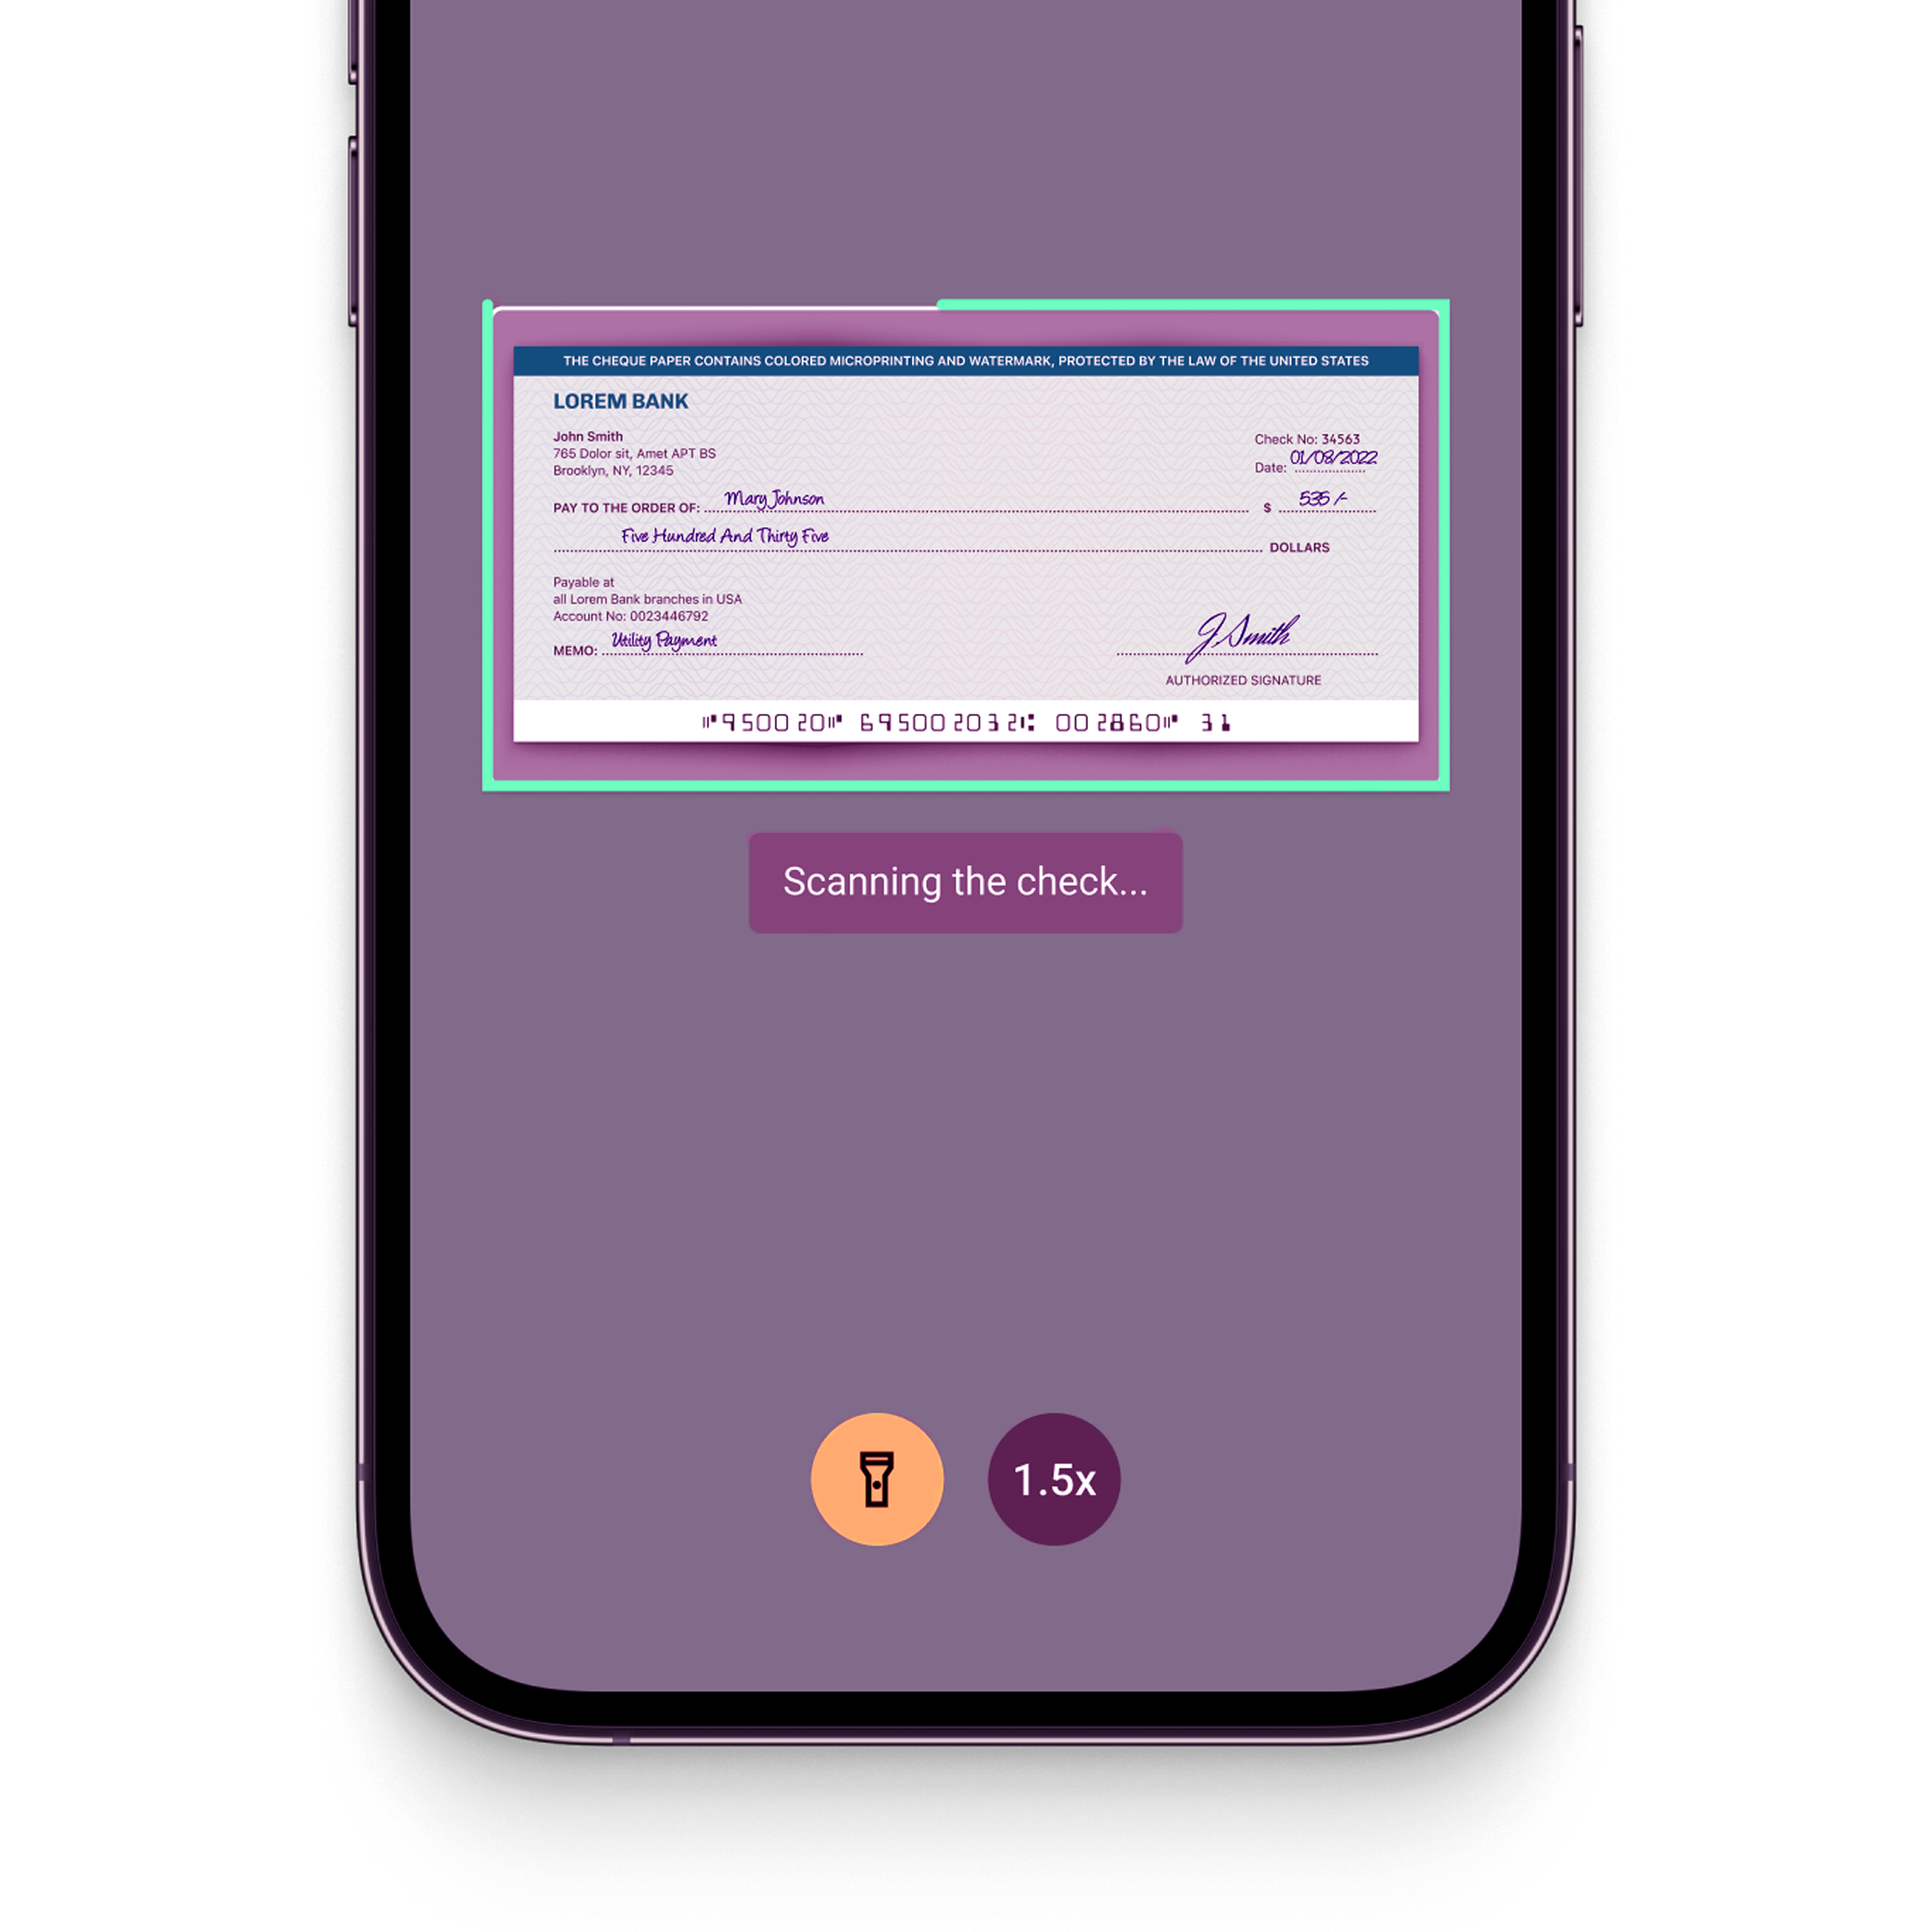 THE CHEQUE PAPER CONTAINS COLORED MICROPRINTING AND WATERMARK, PROTECTED BY THE LAW OF THE UNITED STATES
LOREM BANK
John Smith
765 Dolor sit, Amet APT BS
Brooklyn, NY, 12345
Check No: 34563
Date: 01/08/2022
PAY TO THE ORDER OF: Mary Johnson $ 535 /-
Five Hundred And Thirty Five DOLLARS
Payable at
all Lorem Bank branches in USA
Account No: 0023446792
MEMO: Utility Payment
J Smith
AUTHORIZED SIGNATURE
⑈9500 20⑈ 6950020322⑆ 00 2860⑈ 31
Scanning the check...
1.5x